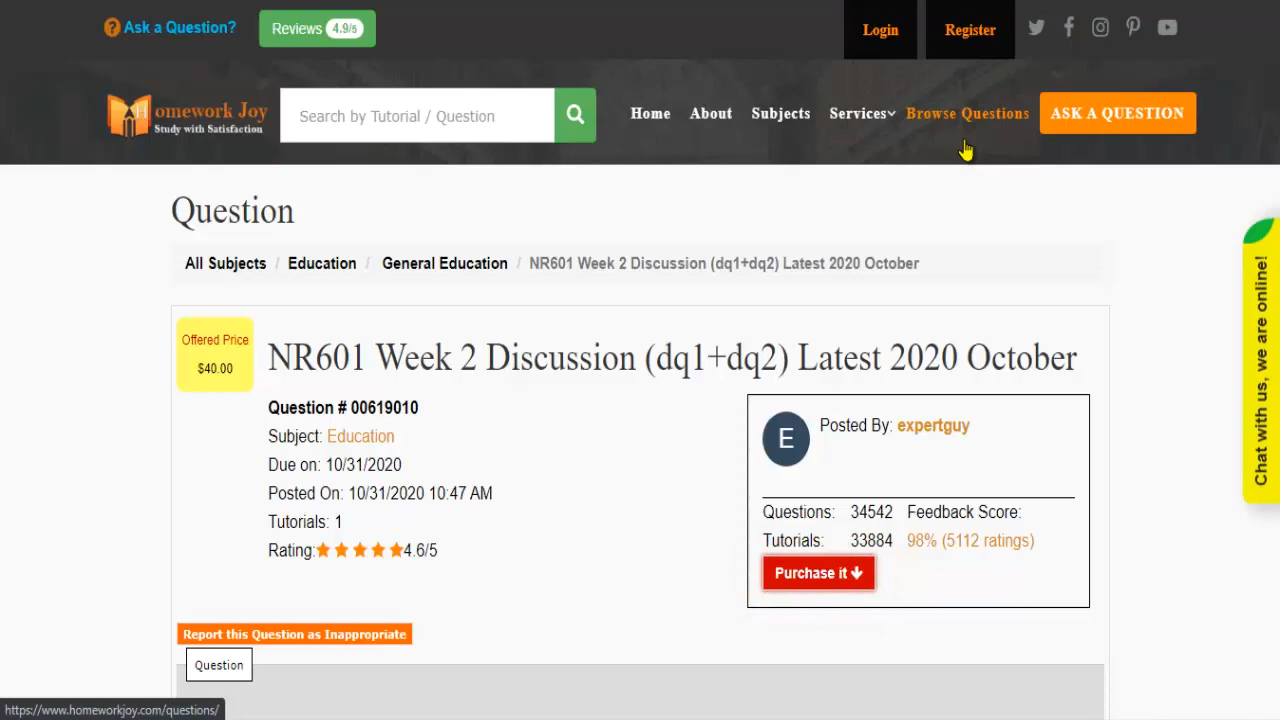 Ask a Question?
Reviews 4.9/5
Login
Register
omework Joy
Study with Satisfaction
Search by Tutorial / Question
Home
About
Subjects
Services
Browse Questions
ASK A QUESTION
Question
All Subjects / Education / General Education / NR601 Week 2 Discussion (dq1+dq2) Latest 2020 October
Offered Price
$40.00
NR601 Week 2 Discussion (dq1+dq2) Latest 2020 October
Question # 00619010
Subject: Education
Due on: 10/31/2020
Posted On: 10/31/2020 10:47 AM
Tutorials: 1
Rating: 4.6/5
E
Posted By: expertguy
Questions: 34542 Feedback Score:
Tutorials: 33884 98% (5112 ratings)
Purchase it
Report this Question as Inappropriate
Question
Chat with us, we are online!
https://www.homeworkjoy.com/questions/